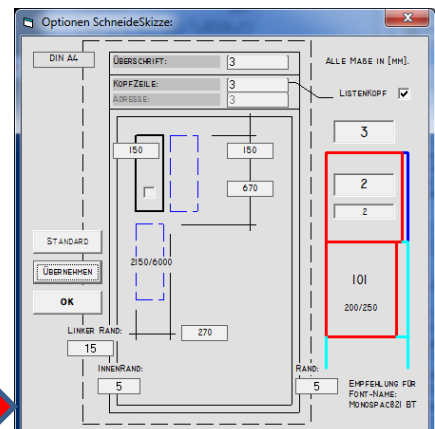 Optionen SchneideSkizze:
DIN A4
ÜBERSCHRIFT: 3
ALLE MAßE IN [MM].
KOPFZEILE: 3
LISTENKOPF
ADRESSE: 3
3
150 150
2
670
2
STANDARD
2150/6000
ÜBERNEHMEN
101
OK
200/250
LINKER RAND:
270
15
INNENRAND: RAND:
5 5
EMPFEHLUNG FÜR
FONT-NAME:
MONOSPAC821 BT